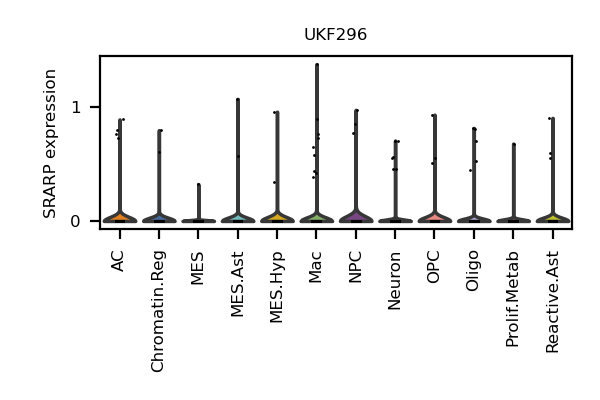 UKF296
SRARP expression
1
0
AC
Chromatin.Reg
MES
MES.Ast
MES.Hyp
Mac
NPC
Neuron
OPC
Oligo
Prolif.Metab
Reactive.Ast